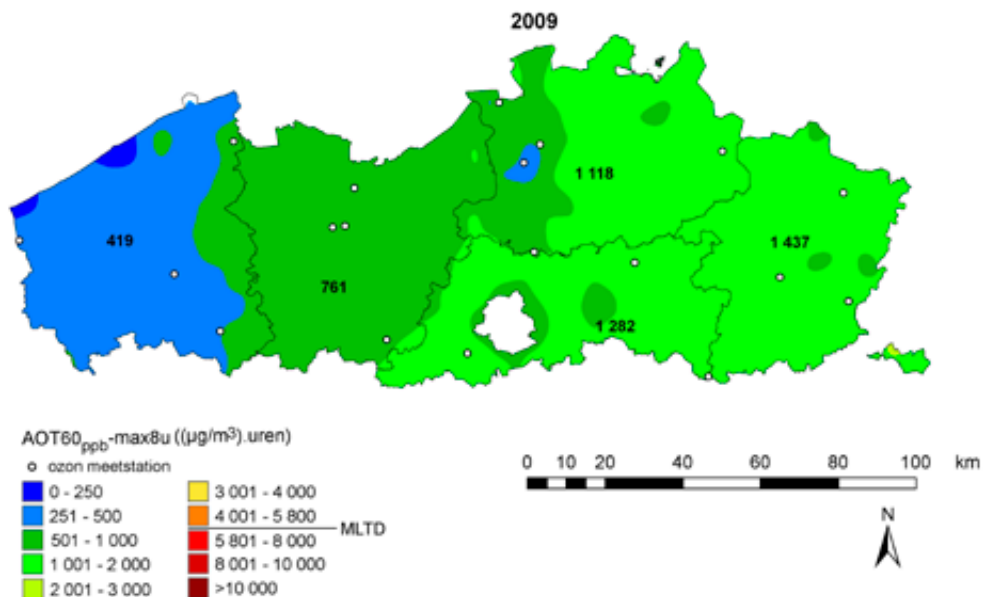 2009
1 118
419
1 437
761
1 282
AOT60ppb-max8u ((µg/m³).uren)
ozon meetstation
0 - 250
251 - 500
501 - 1 000
1 001 - 2 000
2 001 - 3 000
3 001 - 4 000
4 001 - 5 800
MLTD
5 801 - 8 000
8 001 - 10 000
>10 000
0 10 20 40 60 80 100 km
N